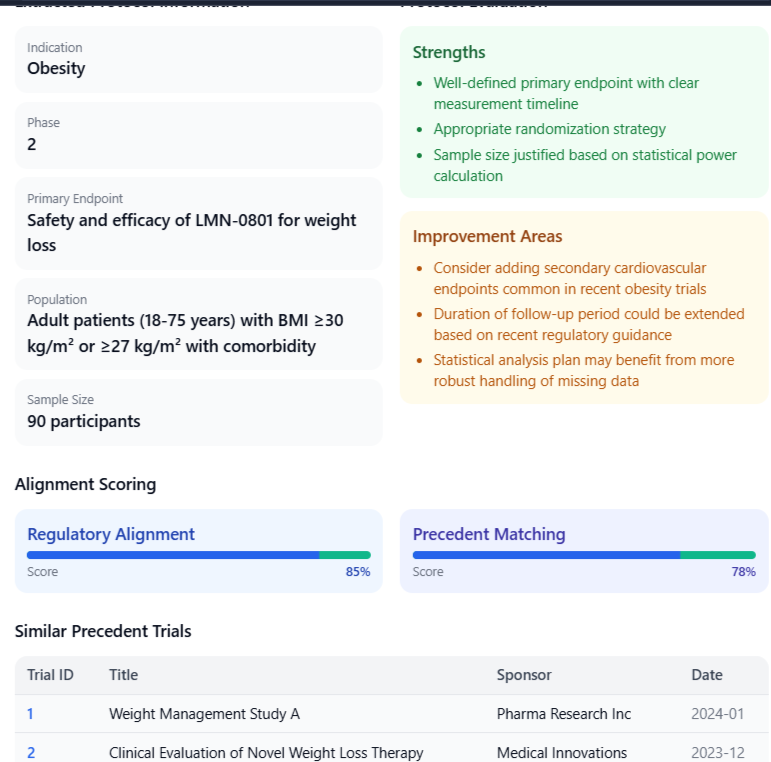 Extracted Protocol Information
Protocol Evaluation
Indication
Obesity
Phase
2
Primary Endpoint
Safety and efficacy of LMN-0801 for weight
loss
Population
Adult patients (18-75 years) with BMI ≥30
kg/m² or ≥27 kg/m² with comorbidity
Sample Size
90 participants
Strengths
• Well-defined primary endpoint with clear
measurement timeline
• Appropriate randomization strategy
• Sample size justified based on statistical power
calculation
Improvement Areas
• Consider adding secondary cardiovascular
endpoints common in recent obesity trials
• Duration of follow-up period could be extended
based on recent regulatory guidance
• Statistical analysis plan may benefit from more
robust handling of missing data
Alignment Scoring
Regulatory Alignment
Score 85%
Precedent Matching
Score 78%
Similar Precedent Trials
Trial ID Title Sponsor Date
1 Weight Management Study A Pharma Research Inc 2024-01
2 Clinical Evaluation of Novel Weight Loss Therapy Medical Innovations 2023-12